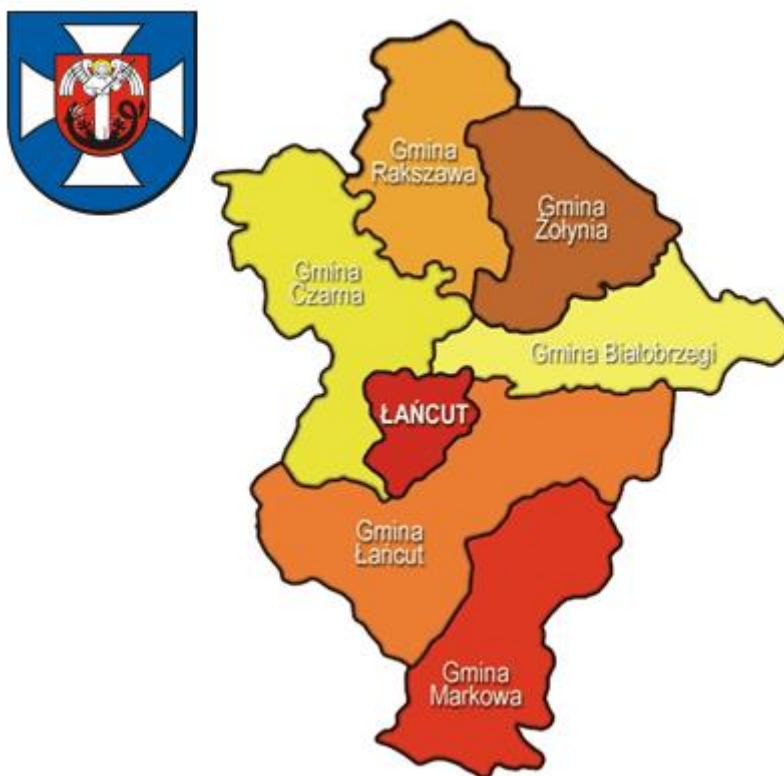 Gmina
Rakszawa
Gmina
Żołynia
Gmina
Czarna
Gmina Białobrzegi
ŁAŃCUT
Gmina
Łańcut
Gmina
Markowa